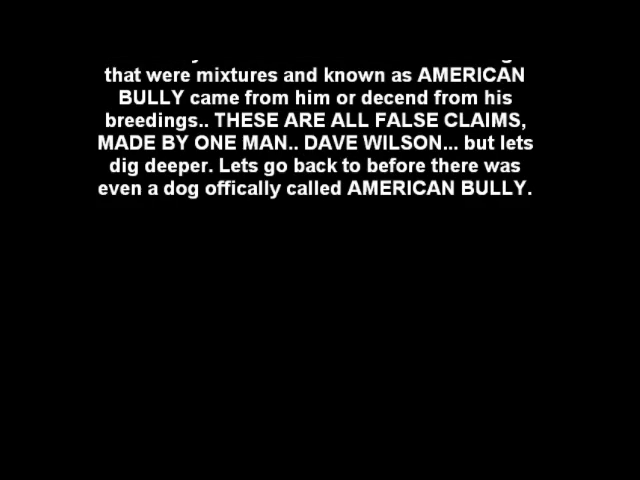 that were mixtures and known as AMERICAN
BULLY came from him or decend from his
breedings.. THESE ARE ALL FALSE CLAIMS,
MADE BY ONE MAN.. DAVE WILSON... but lets
dig deeper. Lets go back to before there was
even a dog offically called AMERICAN BULLY.